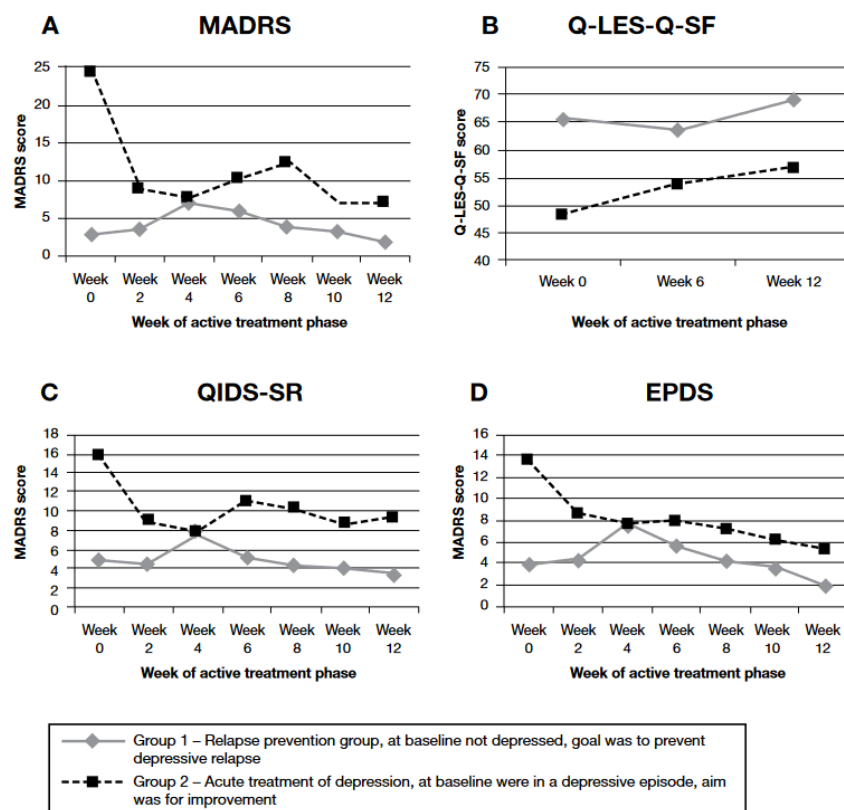 A MADRS
25
20
15
10
5
0
MADRS score
Week Week Week Week Week Week Week
0 2 4 6 8 10 12
Week of active treatment phase
B Q-LES-Q-SF
75
70
65
60
55
50
45
40
Q-LES-Q-SF score
Week 0 Week 6 Week 12
Week of active treatment phase
C QIDS-SR
18
16
14
12
10
8
6
4
2
0
MADRS score
Week Week Week Week Week Week Week
0 2 4 6 8 10 12
Week of active treatment phase
D EPDS
16
14
12
10
8
6
4
2
0
MADRS score
Week Week Week Week Week Week Week
0 2 4 6 8 10 12
Week of active treatment phase
Group 1 – Relapse prevention group, at baseline not depressed, goal was to prevent
depressive relapse
Group 2 – Acute treatment of depression, at baseline were in a depressive episode, aim
was for improvement